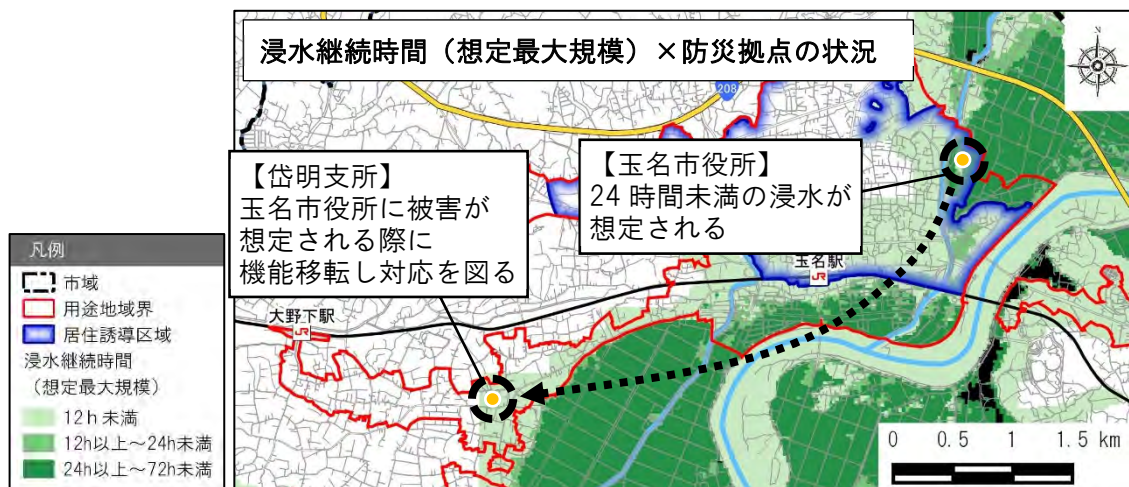 浸水継続時間（想定最大規模）×防災拠点の状況
N
208
【岱明支所】
玉名市役所に被害が
想定される際に
機能移転し対応を図る
【玉名市役所】
24 時間未満の浸水が
想定される
玉名駅
JR
大野下駅
JR
凡例
市域
用途地域界
居住誘導区域
浸水継続時間
（想定最大規模）
12ｈ未満
12h以上～24h未満
24h以上～72h未満
0 0.5 1 1.5 km